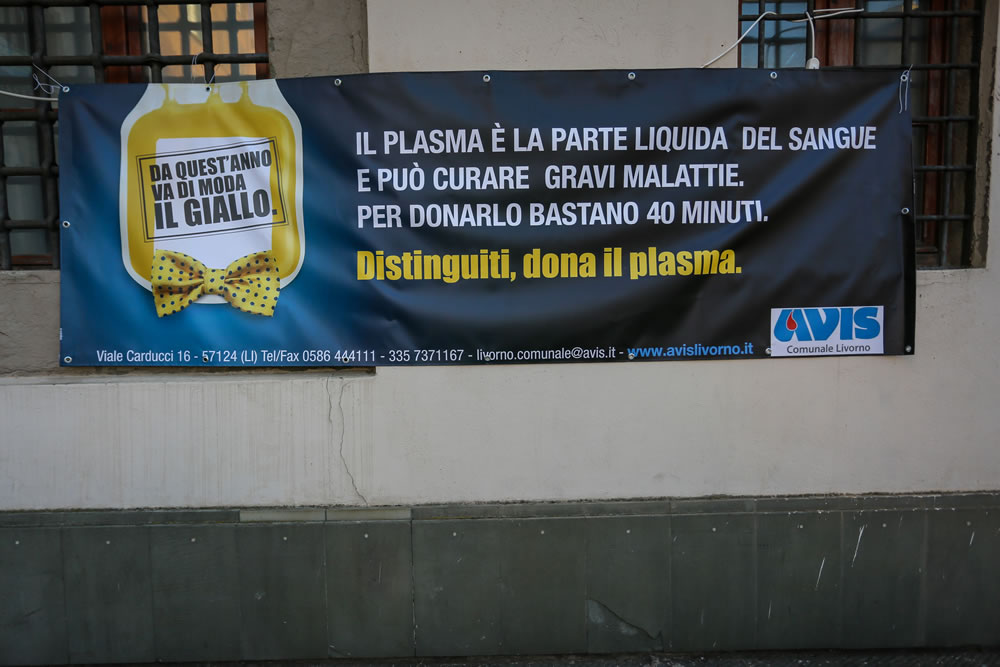 DA QUEST'ANNO
VA DI MODA
IL GIALLO.
IL PLASMA È LA PARTE LIQUIDA DEL SANGUE
E PUÒ CURARE GRAVI MALATTIE.
PER DONARLO BASTANO 40 MINUTI.
Distinguiti, dona il plasma.
Viale Carducci 16 - 57124 (LI) Tel/Fax 0586 444111 - 335 7371167 - livorno.comunale@avis.it - www.avislivorno.it
AVIS
Comunale Livorno